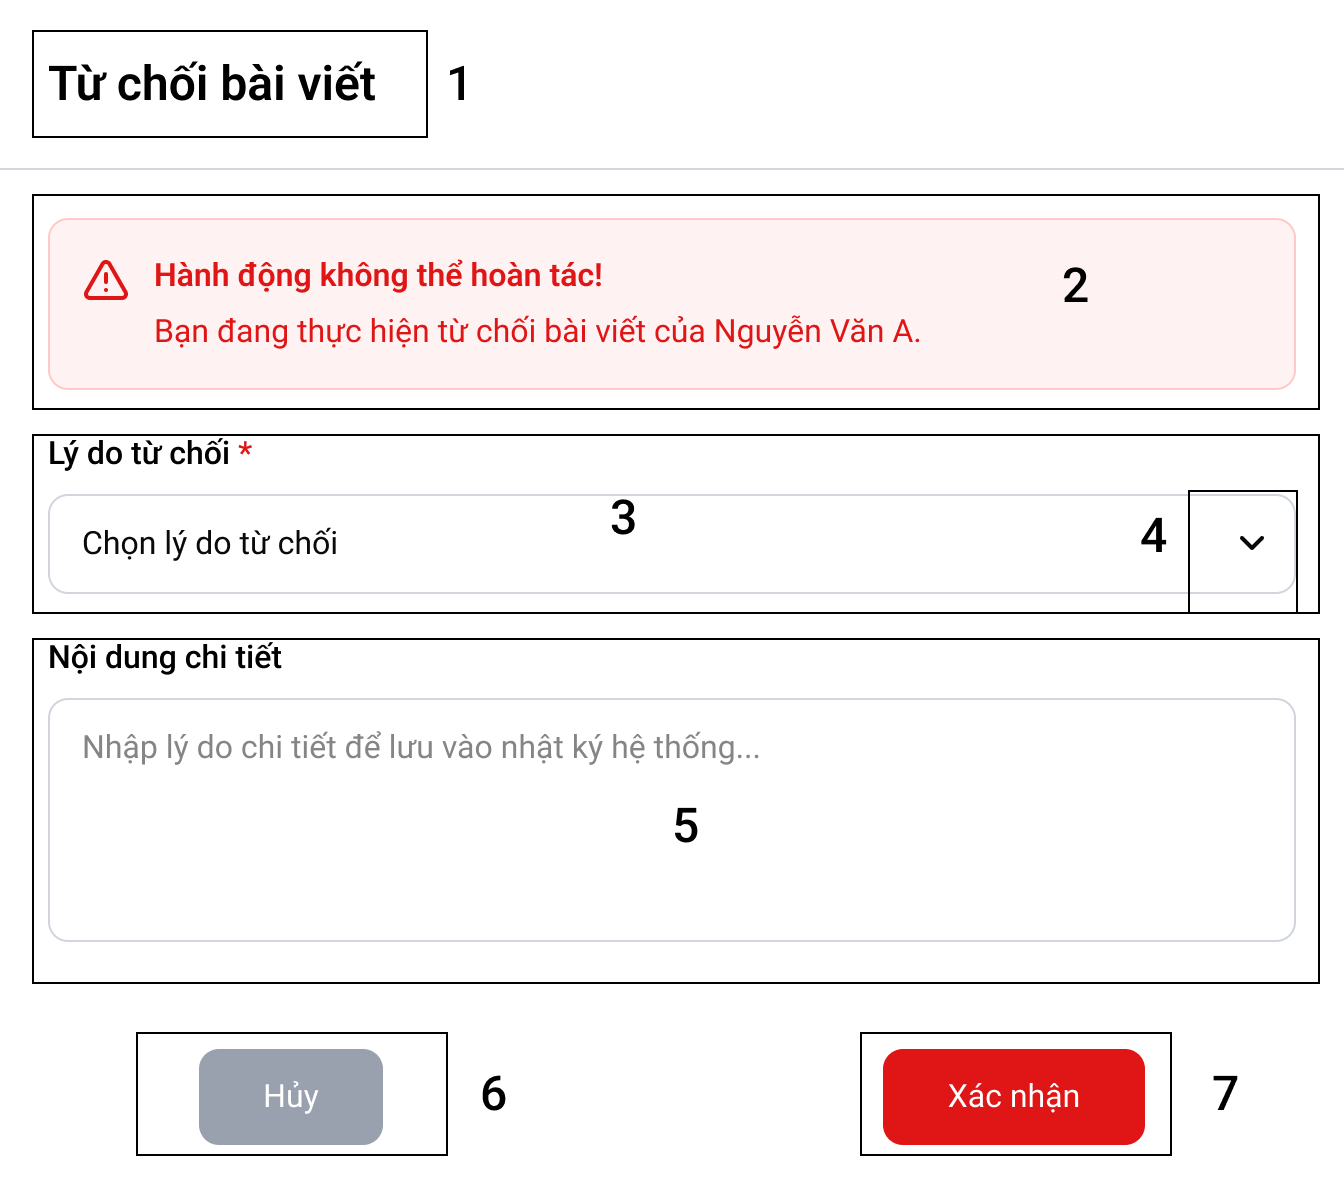 Từ chối bài viết 1
Hành động không thể hoàn tác!
2
Bạn đang thực hiện từ chối bài viết của Nguyễn Văn A.
Lý do từ chối *
3
Chọn lý do từ chối
4
Nội dung chi tiết
Nhập lý do chi tiết để lưu vào nhật ký hệ thống...
5
Hủy 6
Xác nhận 7